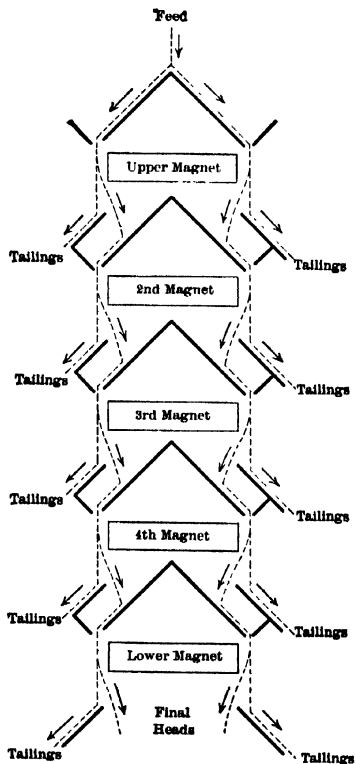 Feed
Upper Magnet
Tailings
Tailings
2nd Magnet
Tailings
Tailings
3rd Magnet
Tailings
Tailings
4th Magnet
Tailings
Tailings
Lower Magnet
Final
Heads
Tailings
Tailings